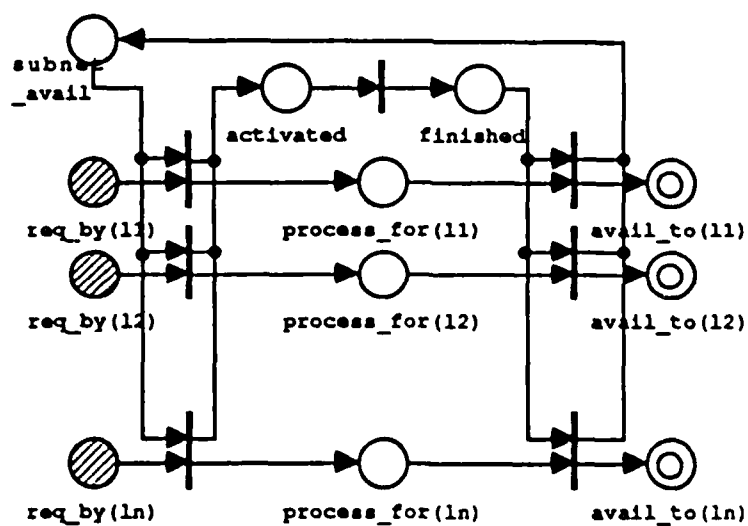 subnet
_avail
activated finished
req_by(l1) process_for(l1) avail_to(l1)
req_by(l2) process_for(l2) avail_to(l2)
req_by(ln) process_for(ln) avail_to(ln)